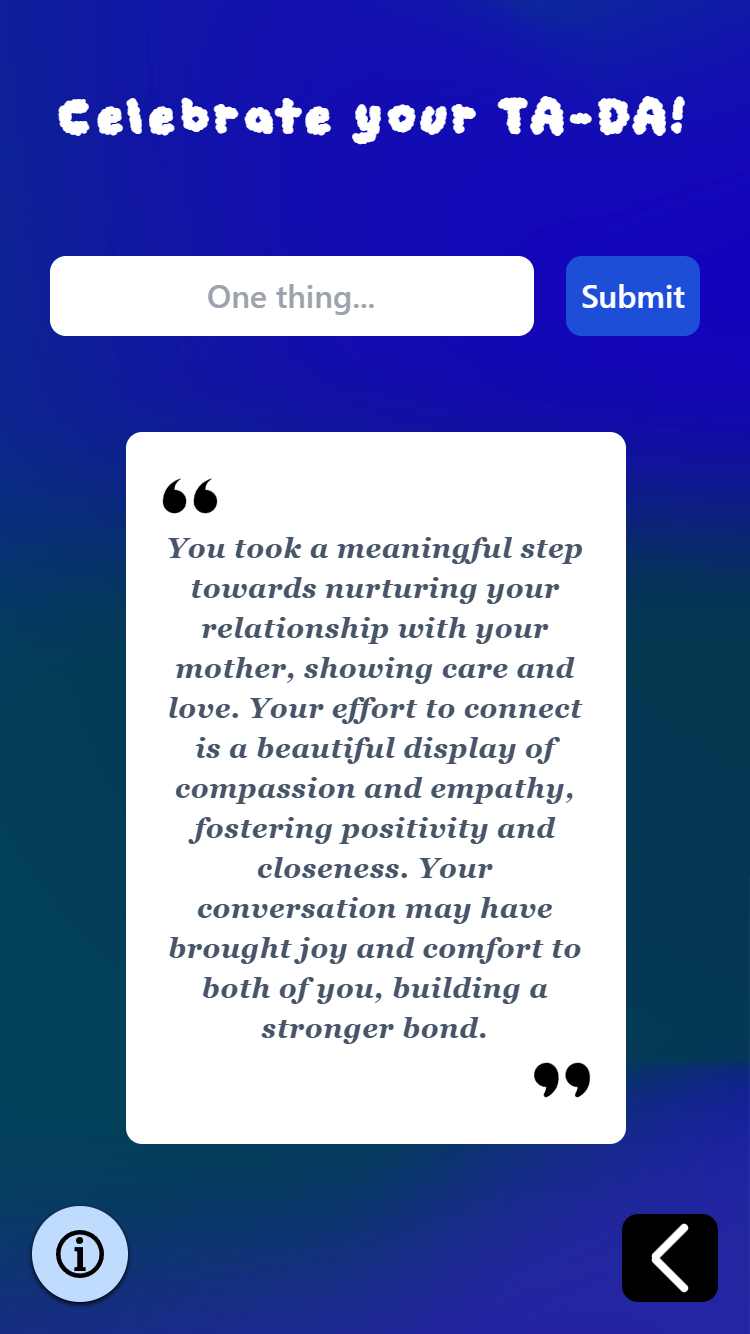 Celebrate your TA-DA!
One thing...
Submit
“
You took a meaningful step
towards nurturing your
relationship with your
mother, showing care and
love. Your effort to connect
is a beautiful display of
compassion and empathy,
fostering positivity and
closeness. Your
conversation may have
brought joy and comfort to
both of you, building a
stronger bond.
”